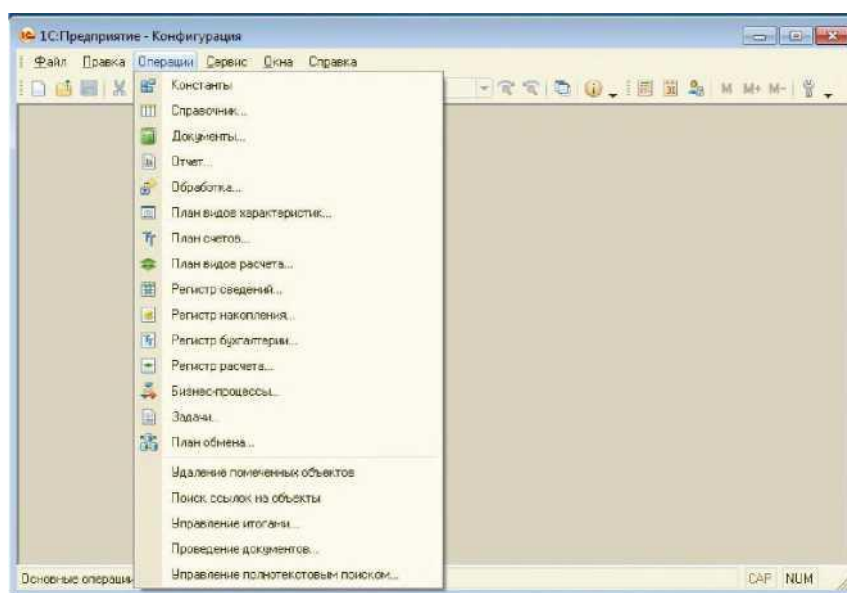 1С:Предприятие - Конфигурация
Файл Правка Операции Сервис Окна Справка
M M+ M-
Константы
Справочник...
Документы...
Отчет...
Обработка...
План видов характеристик...
План счетов...
План видов расчета...
Регистр сведений...
Регистр накопления...
Регистр бухгалтерии...
Регистр расчета...
Бизнес-процессы...
Задачи...
План обмена...
Удаление помеченных объектов
Поиск ссылок на объекты
Управление итогами...
Проведение документов...
Управление полнотекстовым поиском...
Основные операции CAP NUM